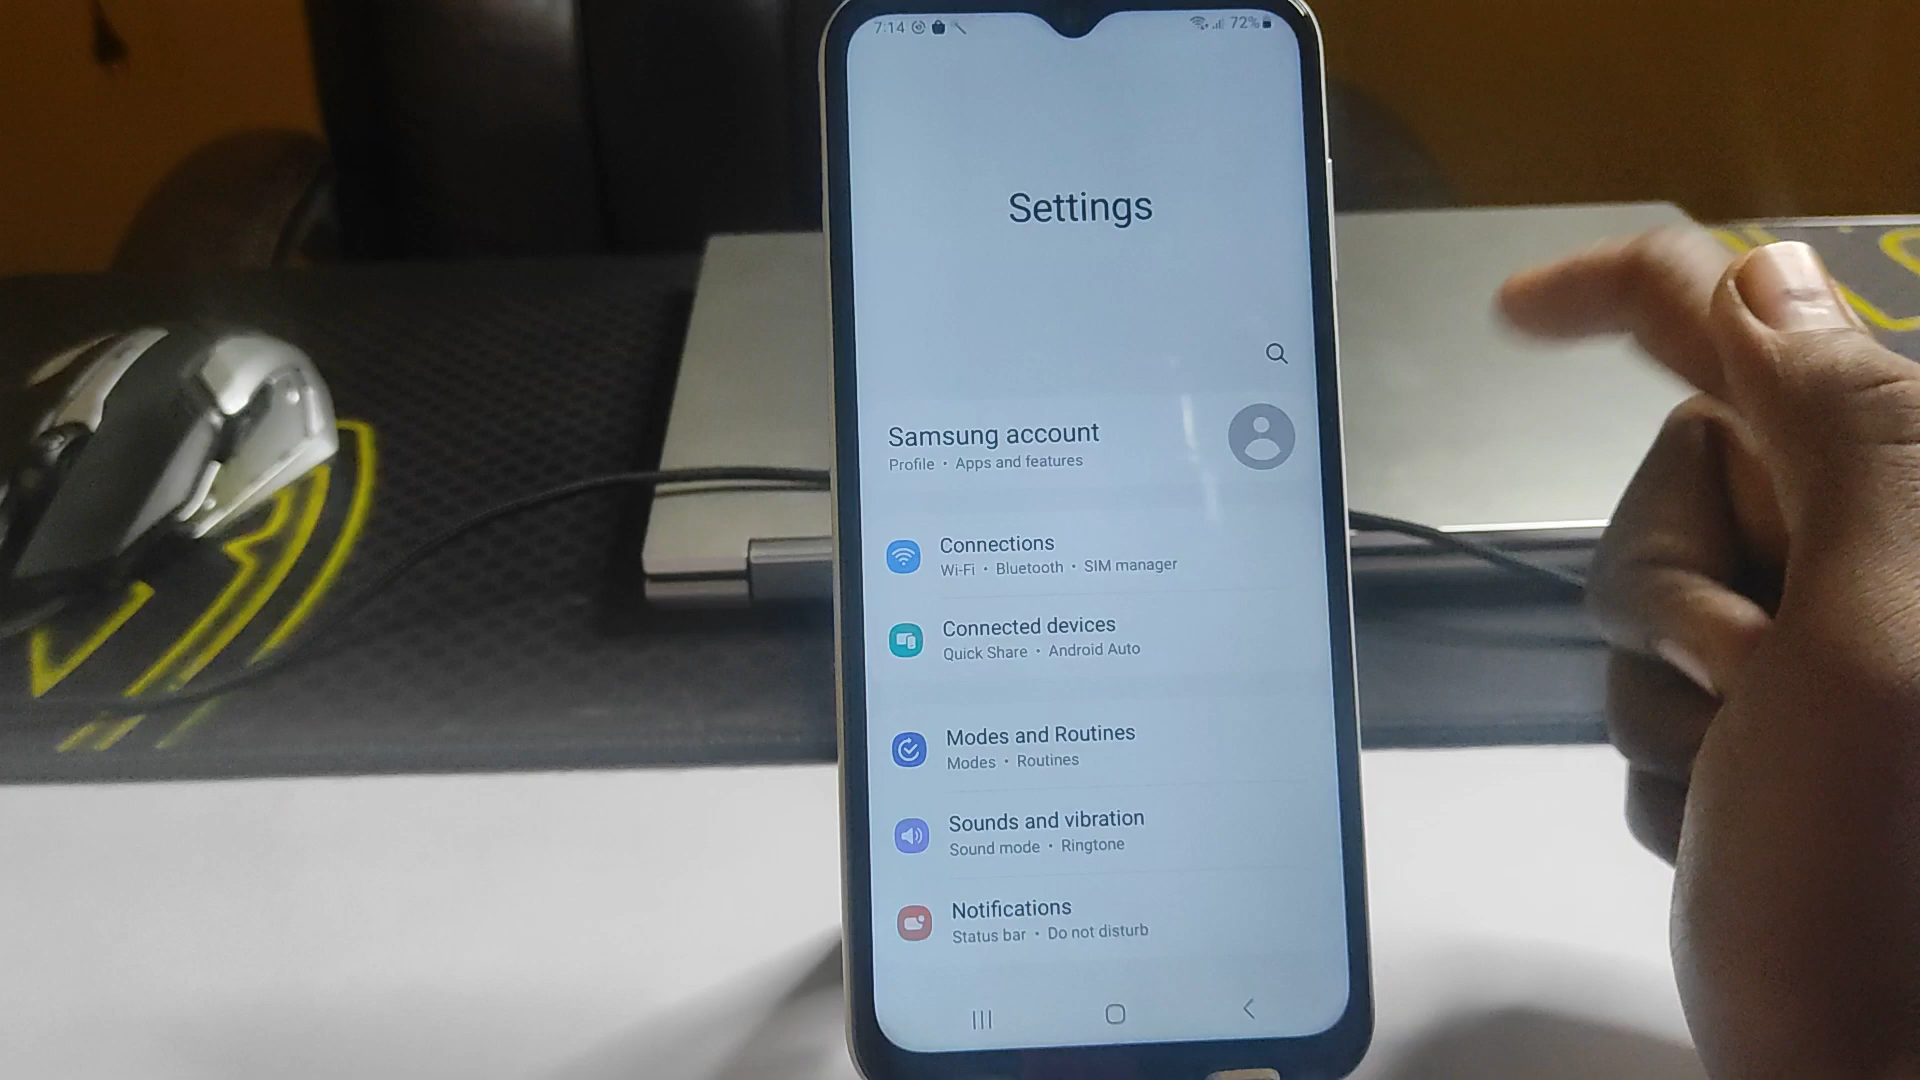 7:14
72%
Settings
Samsung account
Profile • Apps and features
Connections
Wi-Fi • Bluetooth • SIM manager
Connected devices
Quick Share • Android Auto
Modes and Routines
Modes • Routines
Sounds and vibration
Sound mode • Ringtone
Notifications
Status bar • Do not disturb